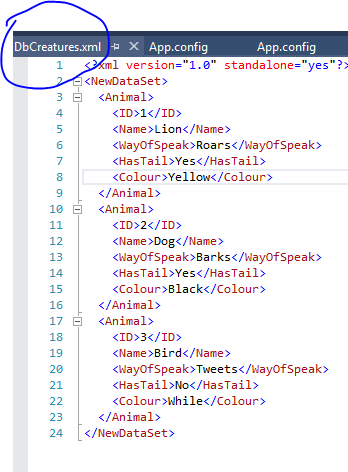 DbCreatures.xml App.config App.config
1 <?xml version="1.0" standalone="yes"?>
2 <NewDataSet>
3 <Animal>
4 <ID>1</ID>
5 <Name>Lion</Name>
6 <WayOfSpeak>Roars</WayOfSpeak>
7 <HasTail>Yes</HasTail>
8 <Colour>Yellow</Colour>
9 </Animal>
10 <Animal>
11 <ID>2</ID>
12 <Name>Dog</Name>
13 <WayOfSpeak>Barks</WayOfSpeak>
14 <HasTail>Yes</HasTail>
15 <Colour>Black</Colour>
16 </Animal>
17 <Animal>
18 <ID>3</ID>
19 <Name>Bird</Name>
20 <WayOfSpeak>Tweets</WayOfSpeak>
21 <HasTail>No</HasTail>
22 <Colour>While</Colour>
23 </Animal>
24 </NewDataSet>